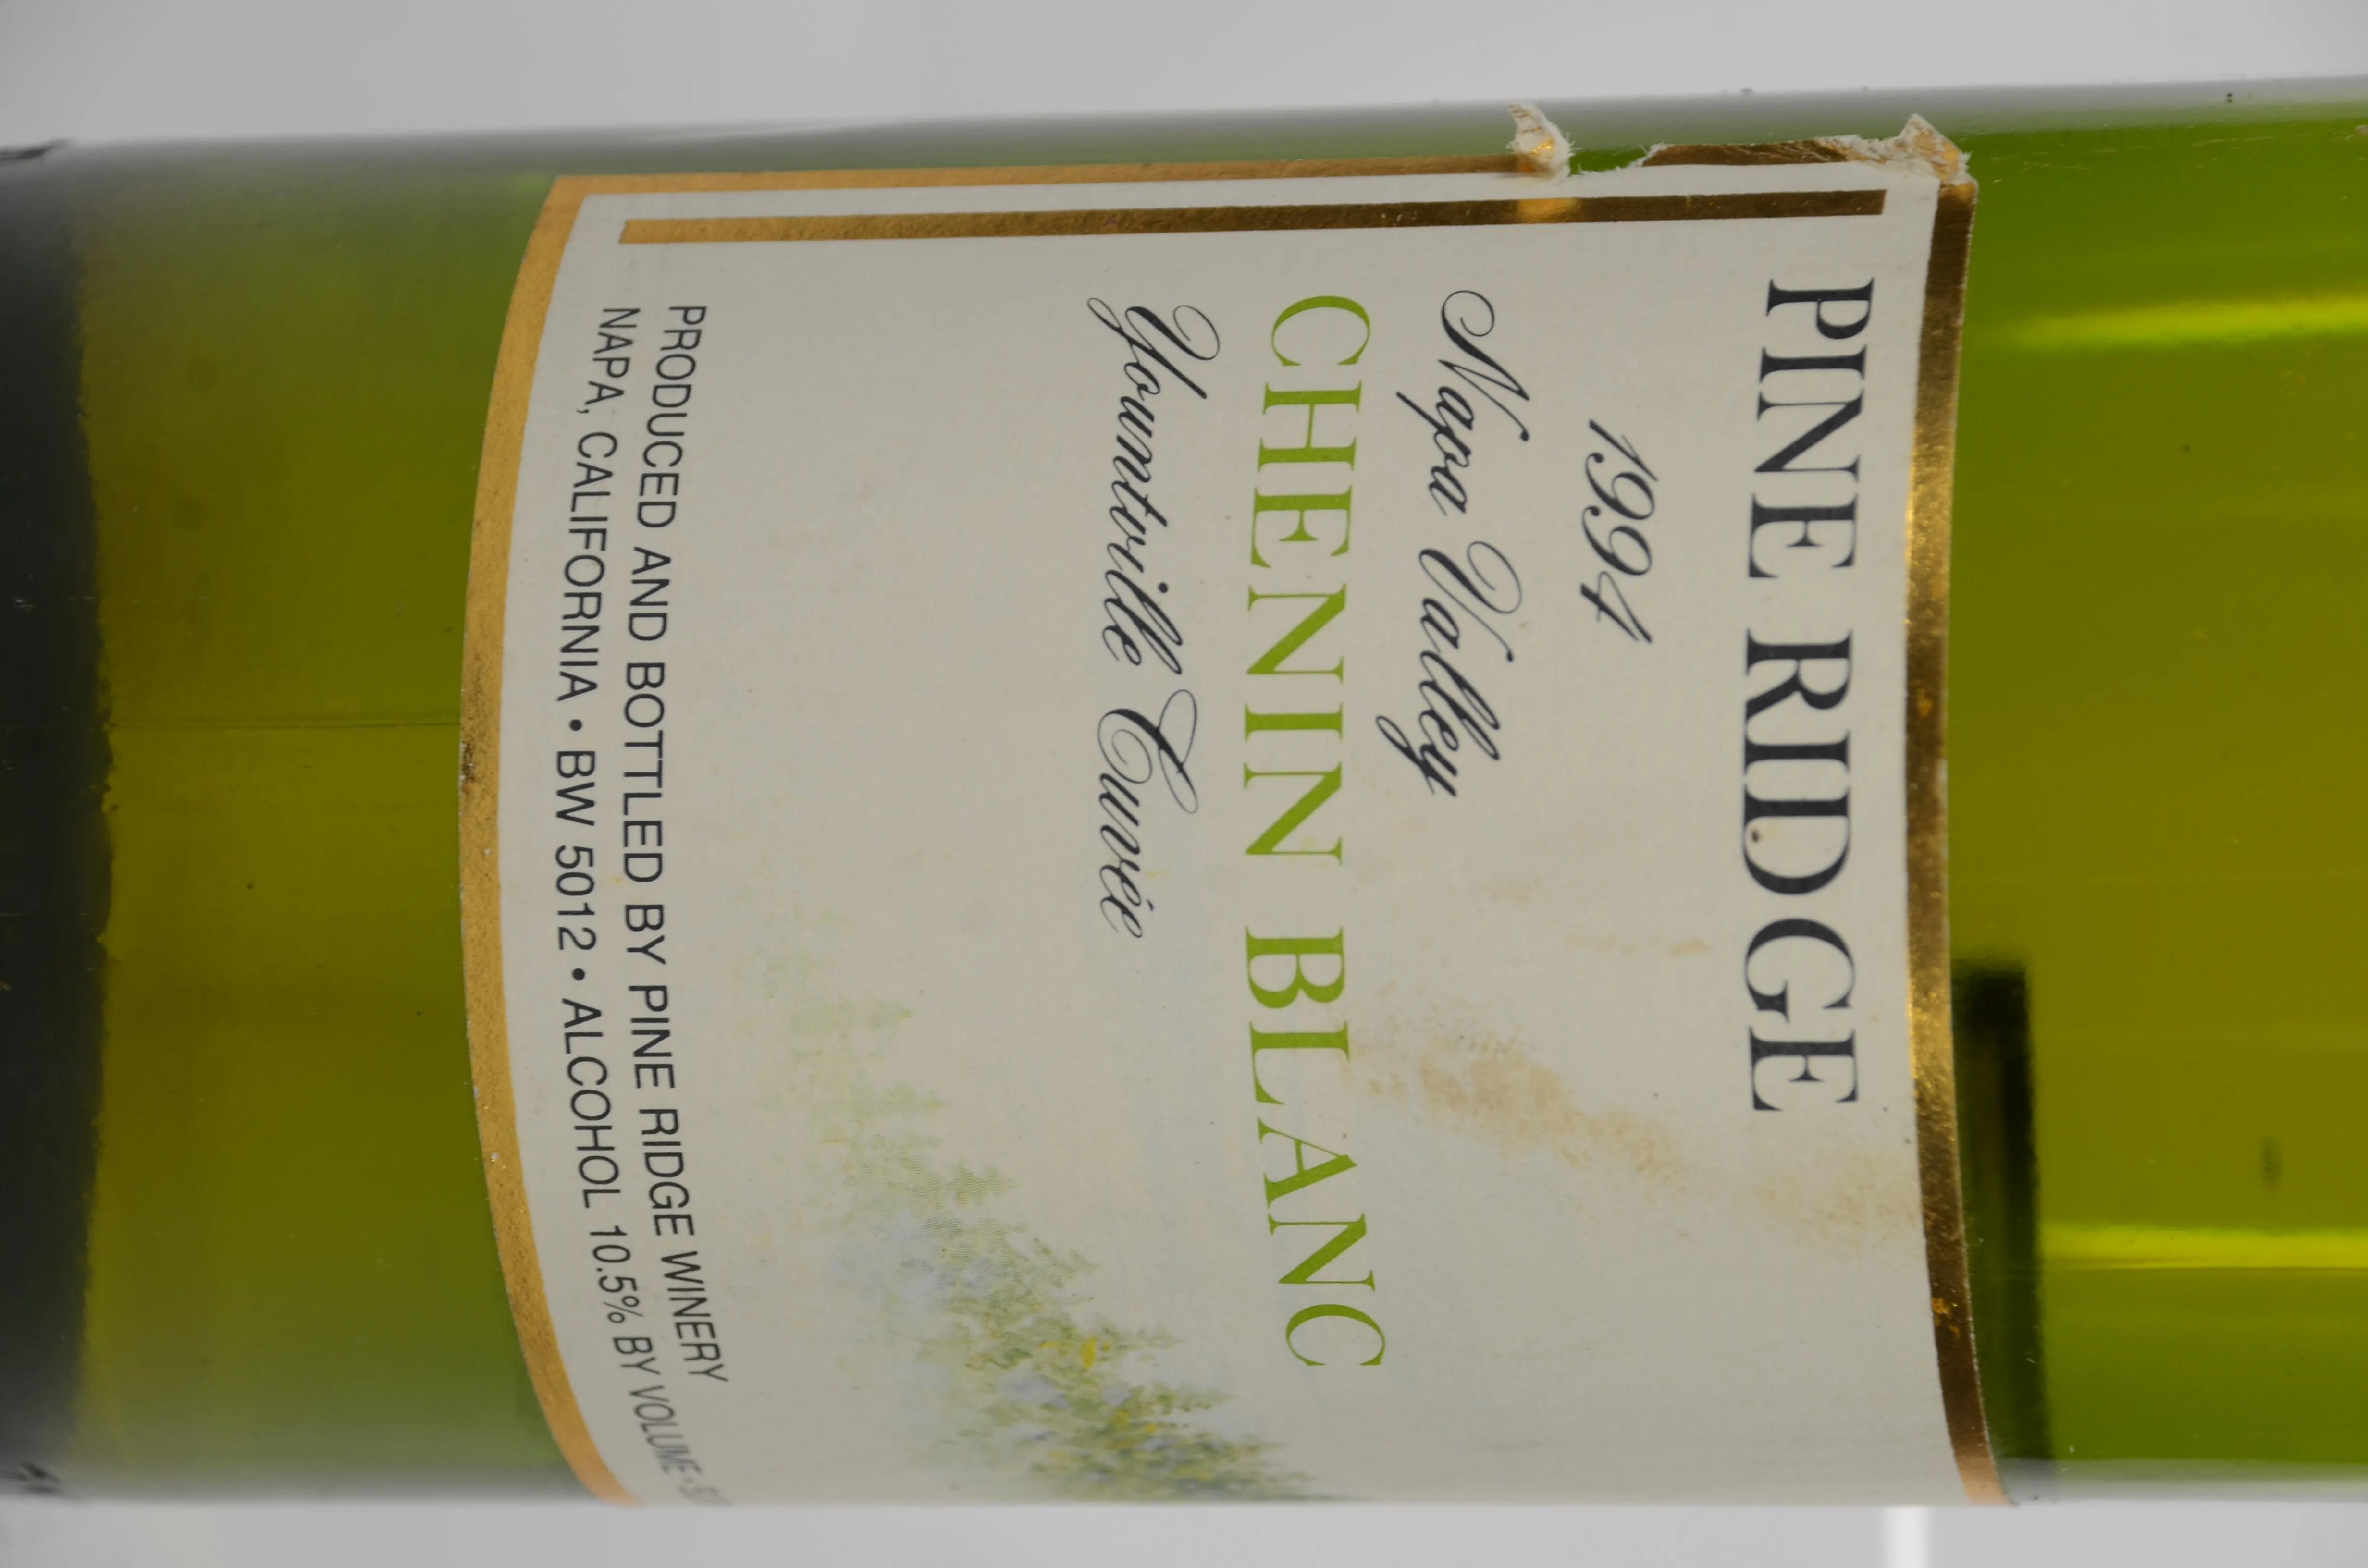 PINE RIDGE
1994
Napa Valley
CHENIN BLANC
Yountville Cuvée
PRODUCED AND BOTTLED BY PINE RIDGE WINERY
NAPA, CALIFORNIA • BW 5012 • ALCOHOL 10.5% BY VOLUME •